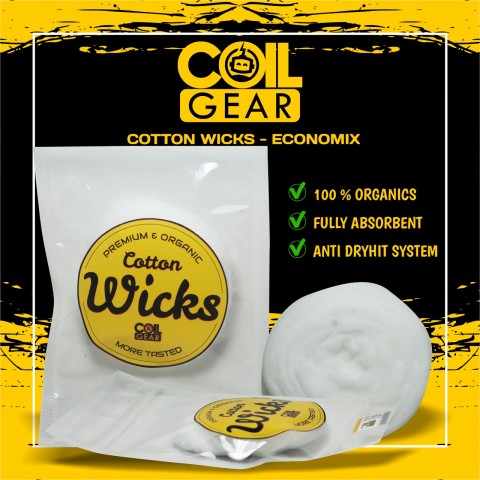 COIL
GEAR
COTTON WICKS - ECONOMIX
100 % ORGANICS
FULLY ABSORBENT
ANTI DRYHIT SYSTEM
PREMIUM & ORGANIC
Cotton
Wicks
COIL
GEAR
MORE TASTED
Cotton
Wicks